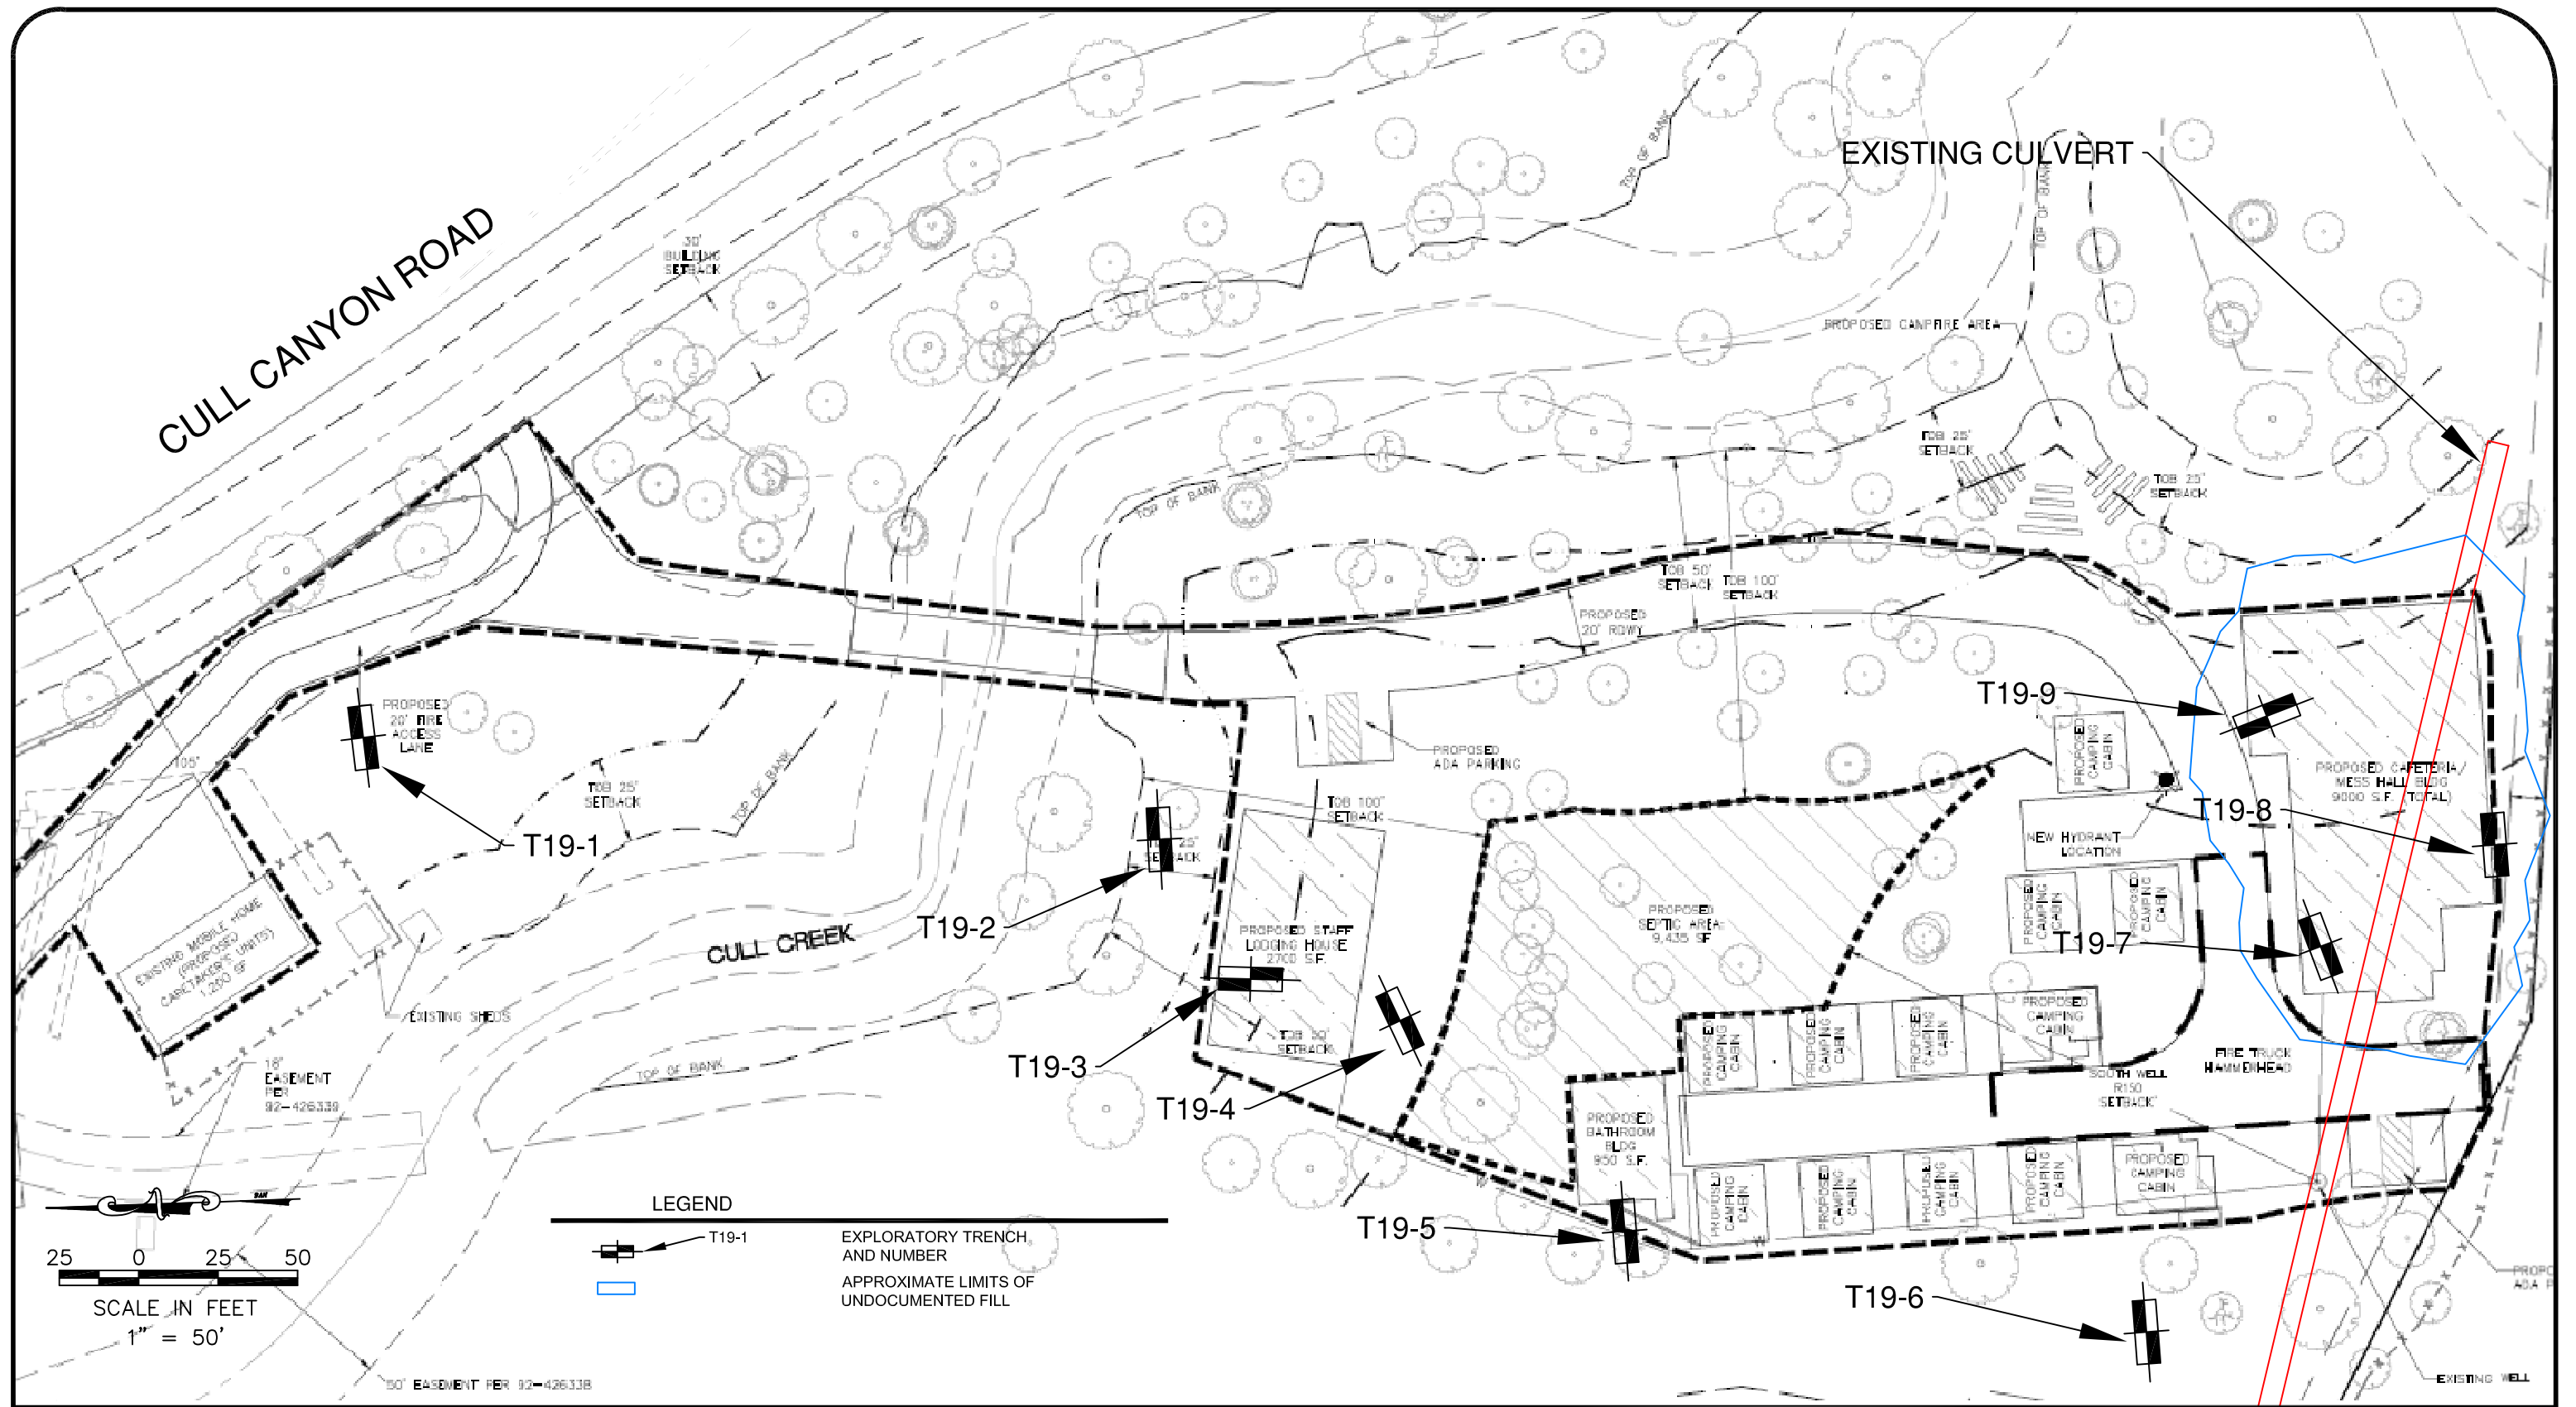 EXISTING CULVERT
CULL CANYON ROAD
30'
BUILDING
SETBACK
TOP OF BANK
TOP OF BANK
PROPOSED CAMPFIRE AREA
TOB 25'
SETBACK
TOB 25'
SETBACK
TOP OF BANK
TOB 50'
SETBACK
TOB 100'
SETBACK
PROPOSED
20' RDWY
PROPOSED
20' FIRE
ACCESS
LANE
105'
TOB 25'
SETBACK
TOP OF BANK
T19-1
PROPOSED
ADA PARKING
TOB 100'
SETBACK
T19-9
PROPOSED
CAMPING
CABIN
PROPOSED CAFETERIA/
MESS HALL BLDG
9000 S.F. TOTAL)
T19-8
NEW HYDRANT
LOCATION
25'
SETBACK
T19-2
CULL CREEK
EXISTING MOBILE HOME
(PROPOSED
CARETAKER'S UNITS)
1,280 SF
EXISTING SHEDS
PROPOSED STAFF
LODGING HOUSE
2700 S.F.
PROPOSED
SEPTIC AREA:
9,435 SF
PROPOSED
CAMPING
CABIN
PROPOSED
CAMPING
CABIN
T19-7
T19-3
TOB 50'
SETBACK
T19-4
PROPOSED
CAMPING
CABIN
PROPOSED
CAMPING
CABIN
PROPOSED
CAMPING
CABIN
PROPOSED
CAMPING
CABIN
FIRE TRUCK
HAMMERHEAD
SOUTH WELL
R150
SETBACK
18'
EASEMENT
PER
92-426339
TOP OF BANK
PROPOSED
BATHROOM
BLDG
950 S.F.
PROPOSED
CAMPING
CABIN
PROPOSED
CAMPING
CABIN
PROPOSED
CAMPING
CABIN
PROPOSED
CAMPING
CABIN
PROPOSED
CAMPING
CABIN
T19-5
T19-6
ADA P
EXISTING WELL
25 0 25 50
SCALE IN FEET
1" = 50'
50' EASEMENT PER 92-426338
LEGEND
T19-1
EXPLORATORY TRENCH
AND NUMBER
APPROXIMATE LIMITS OF
UNDOCUMENTED FILL